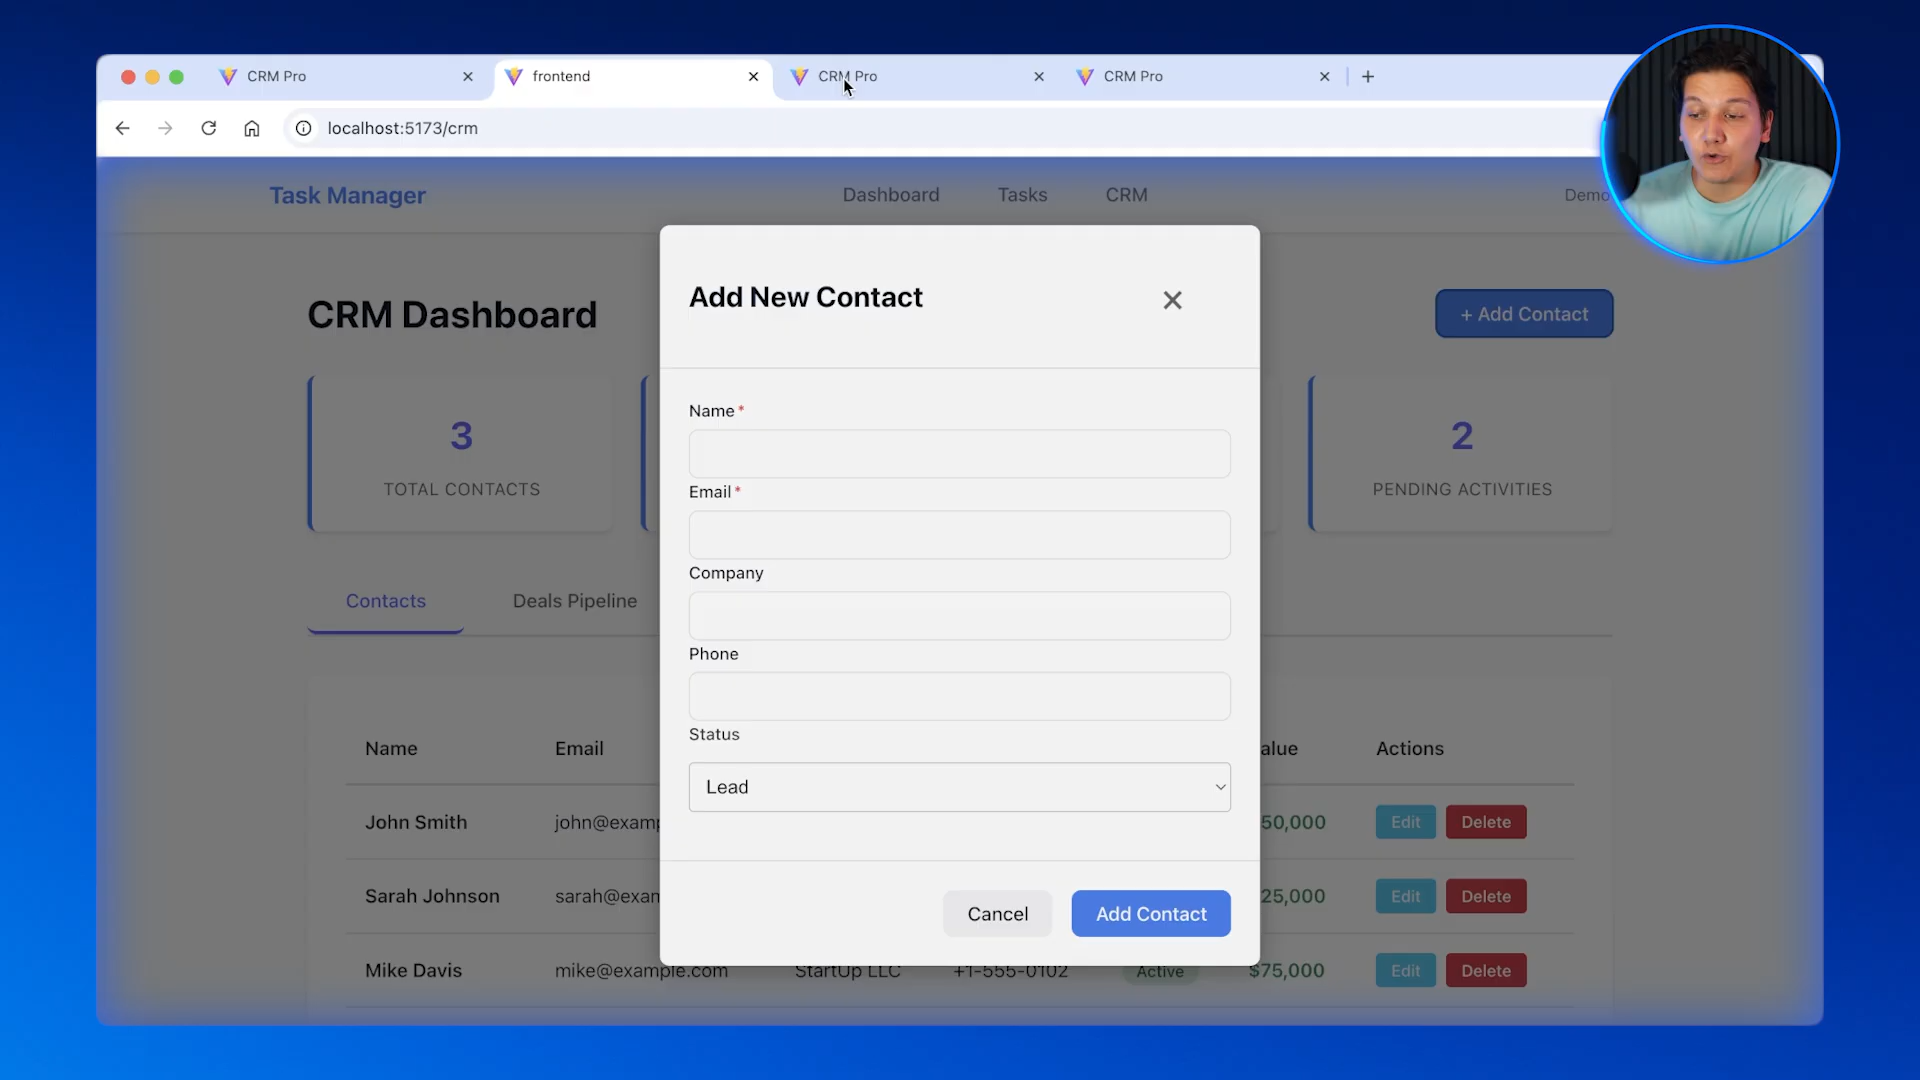 CRM Pro
frontend
CRM Pro
CRM Pro
localhost:5173/crm
Task Manager
Dashboard
Tasks
CRM
Demo
CRM Dashboard
+ Add Contact
3
TOTAL CONTACTS
2
PENDING ACTIVITIES
Contacts
Deals Pipeline
Add New Contact
Name *
Email *
Company
Phone
Status
Lead
Cancel
Add Contact
Name Email alue Actions
John Smith john@examp 50,000 Edit Delete
Sarah Johnson sarah@exan 25,000 Edit Delete
Mike Davis mike@example.com StartUp LLC +1-555-0102 Active $75,000 Edit Delete